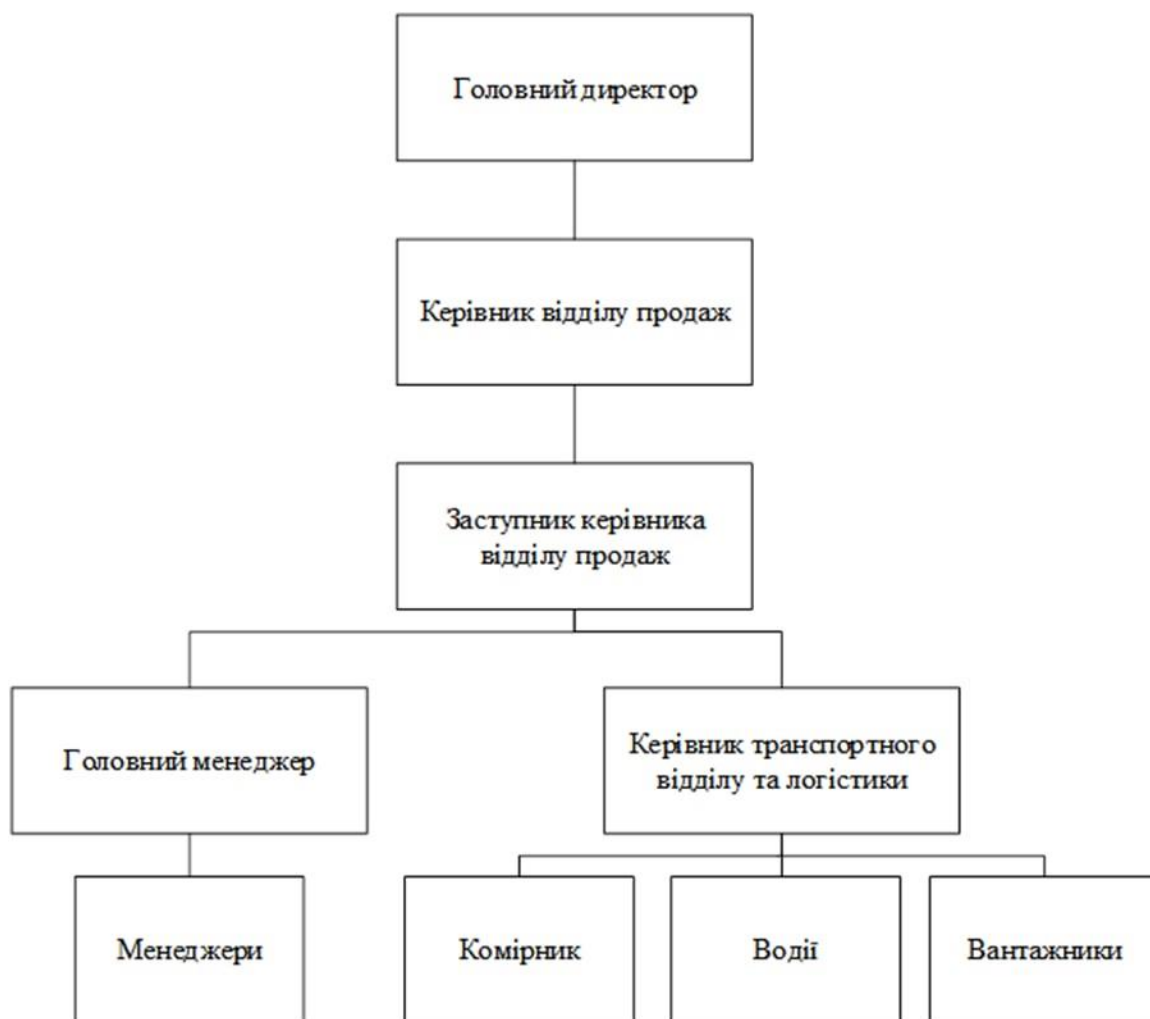 Головний директор
Керівник відділу продаж
Заступник керівника
відділу продаж
Головний менеджер
Керівник транспортного
відділу та логістики
Менеджери
Комірник
Водії
Вантажники